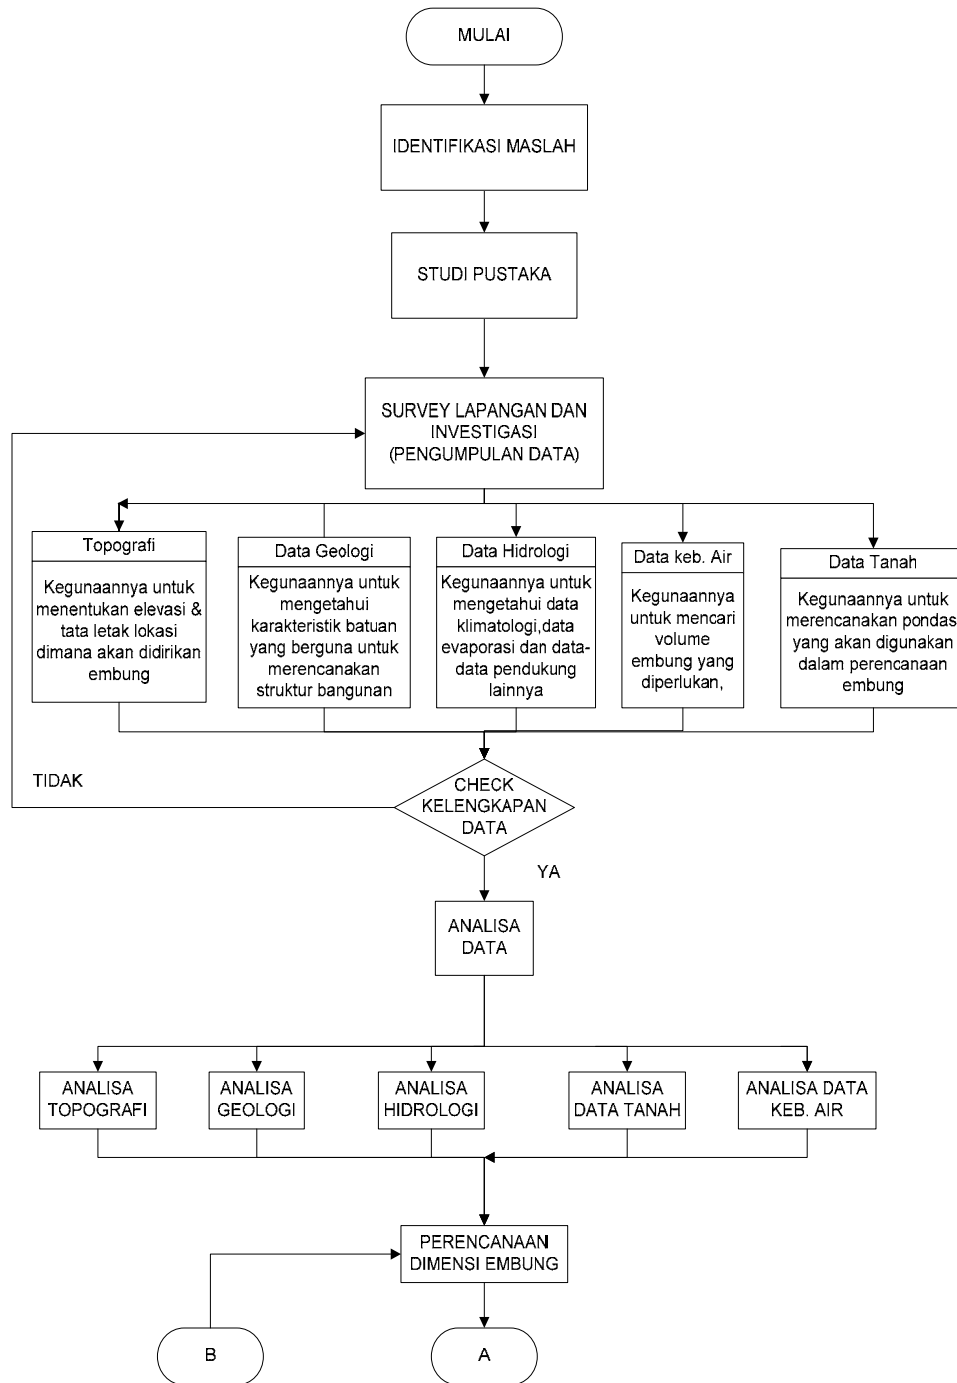 MULAI
IDENTIFIKASI MASLAH
STUDI PUSTAKA
SURVEY LAPANGAN DAN
INVESTIGASI
(PENGUMPULAN DATA)
Topografi
Kegunaannya untuk
menentukan elevasi &
tata letak lokasi
dimana akan didirikan
embung
Data Geologi
Kegunaannya untuk
mengetahui
karakteristik batuan
yang berguna untuk
merencanakan
struktur bangunan
Data Hidrologi
Kegunaannya untuk
mengetahui data
klimatologi,data
evaporasi dan data-
data pendukung
lainnya
Data keb. Air
Kegunaannya
untuk mencari
volume
embung yang
diperlukan,
Data Tanah
Kegunaannya untuk
merencanakan pondas
yang akan digunakan
dalam perencanaan
embung
TIDAK
CHECK
KELENGKAPAN
DATA
YA
ANALISA
DATA
ANALISA
TOPOGRAFI
ANALISA
GEOLOGI
ANALISA
HIDROLOGI
ANALISA
DATA TANAH
ANALISA DATA
KEB. AIR
PERENCANAAN
DIMENSI EMBUNG
B
A